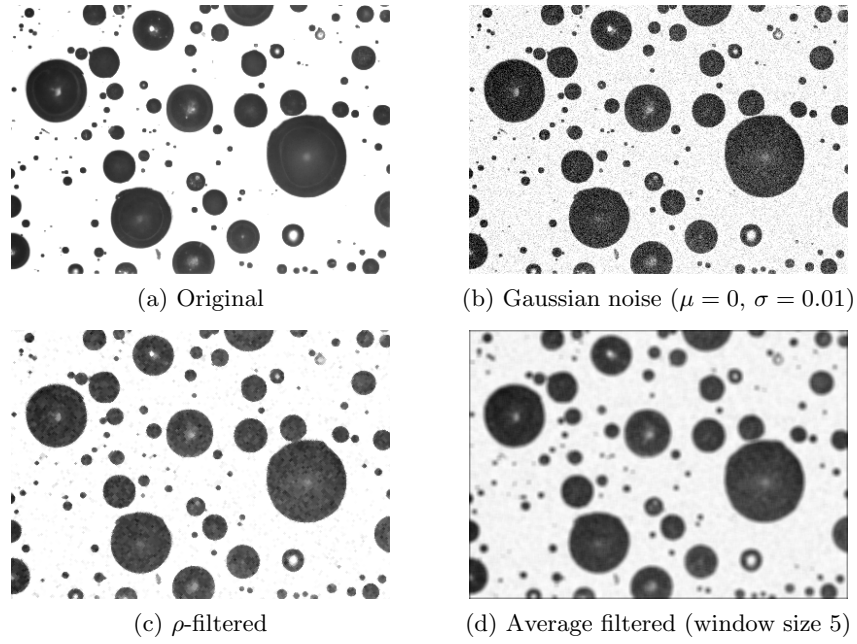 (a) Original
(b) Gaussian noise (μ = 0, σ = 0.01)
(c) ρ-filtered
(d) Average filtered (window size 5)